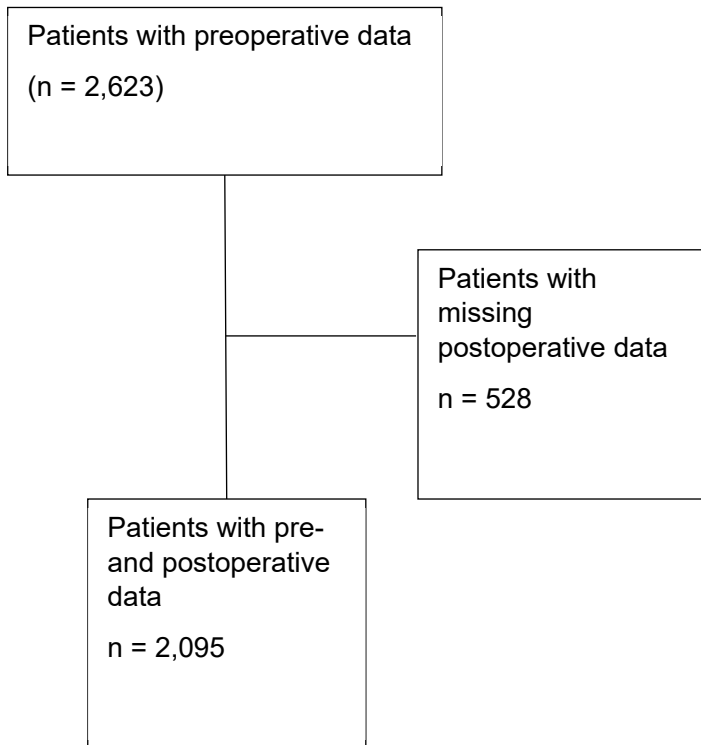 Patients with preoperative data
(n = 2,623)
Patients with
missing
postoperative data
n = 528
Patients with pre-
and postoperative
data
n = 2,095